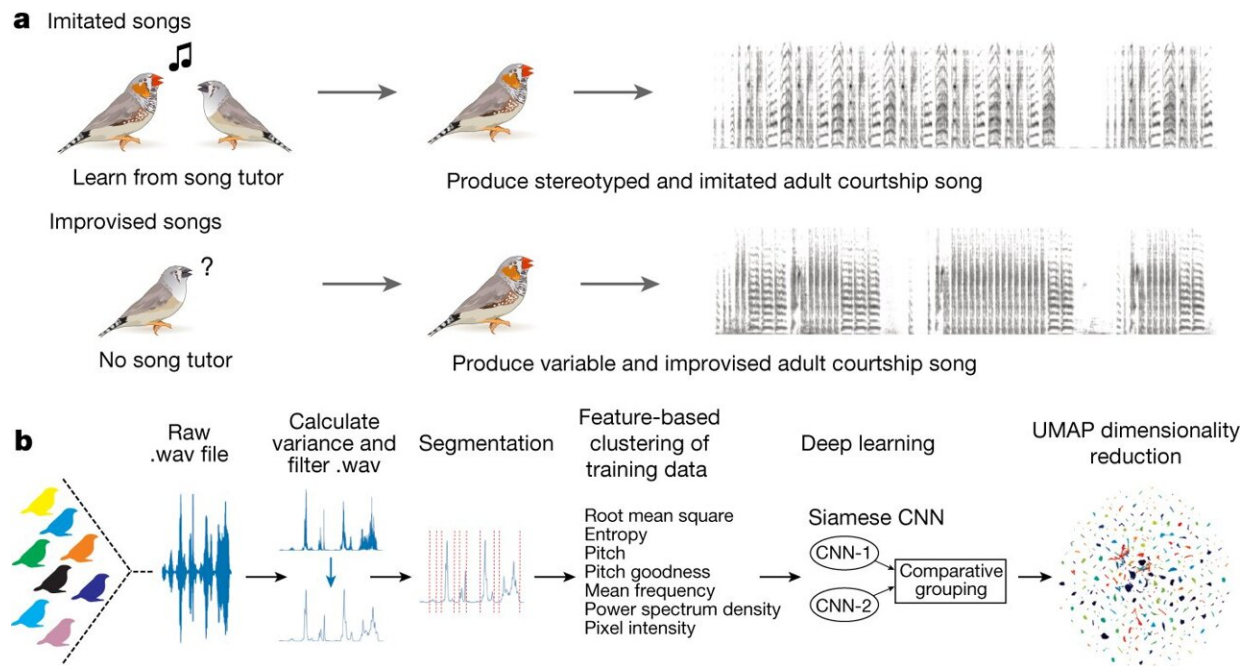 a Imitated songs
Learn from song tutor
Produce stereotyped and imitated adult courtship song
Improvised songs
?
No song tutor
Produce variable and improvised adult courtship song
b
Raw
.wav file
Calculate
variance and
filter .wav
Segmentation
Feature-based
clustering of
training data
Root mean square
Entropy
Pitch
Pitch goodness
Mean frequency
Power spectrum density
Pixel intensity
Deep learning
Siamese CNN
CNN-1
CNN-2
Comparative
grouping
UMAP dimensionality
reduction